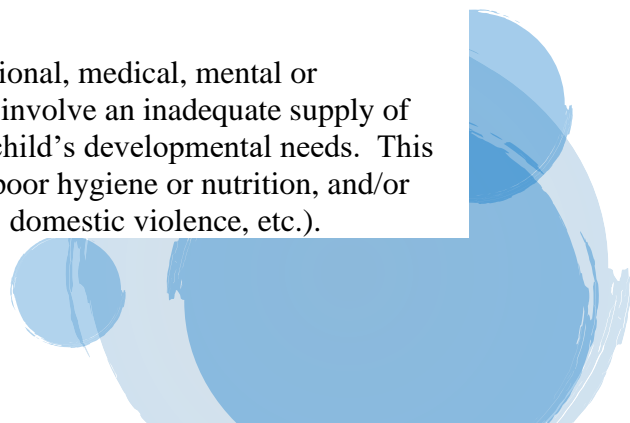 ional, medical, mental or
involve an inadequate supply of
child’s developmental needs. This
poor hygiene or nutrition, and/or
domestic violence, etc.).